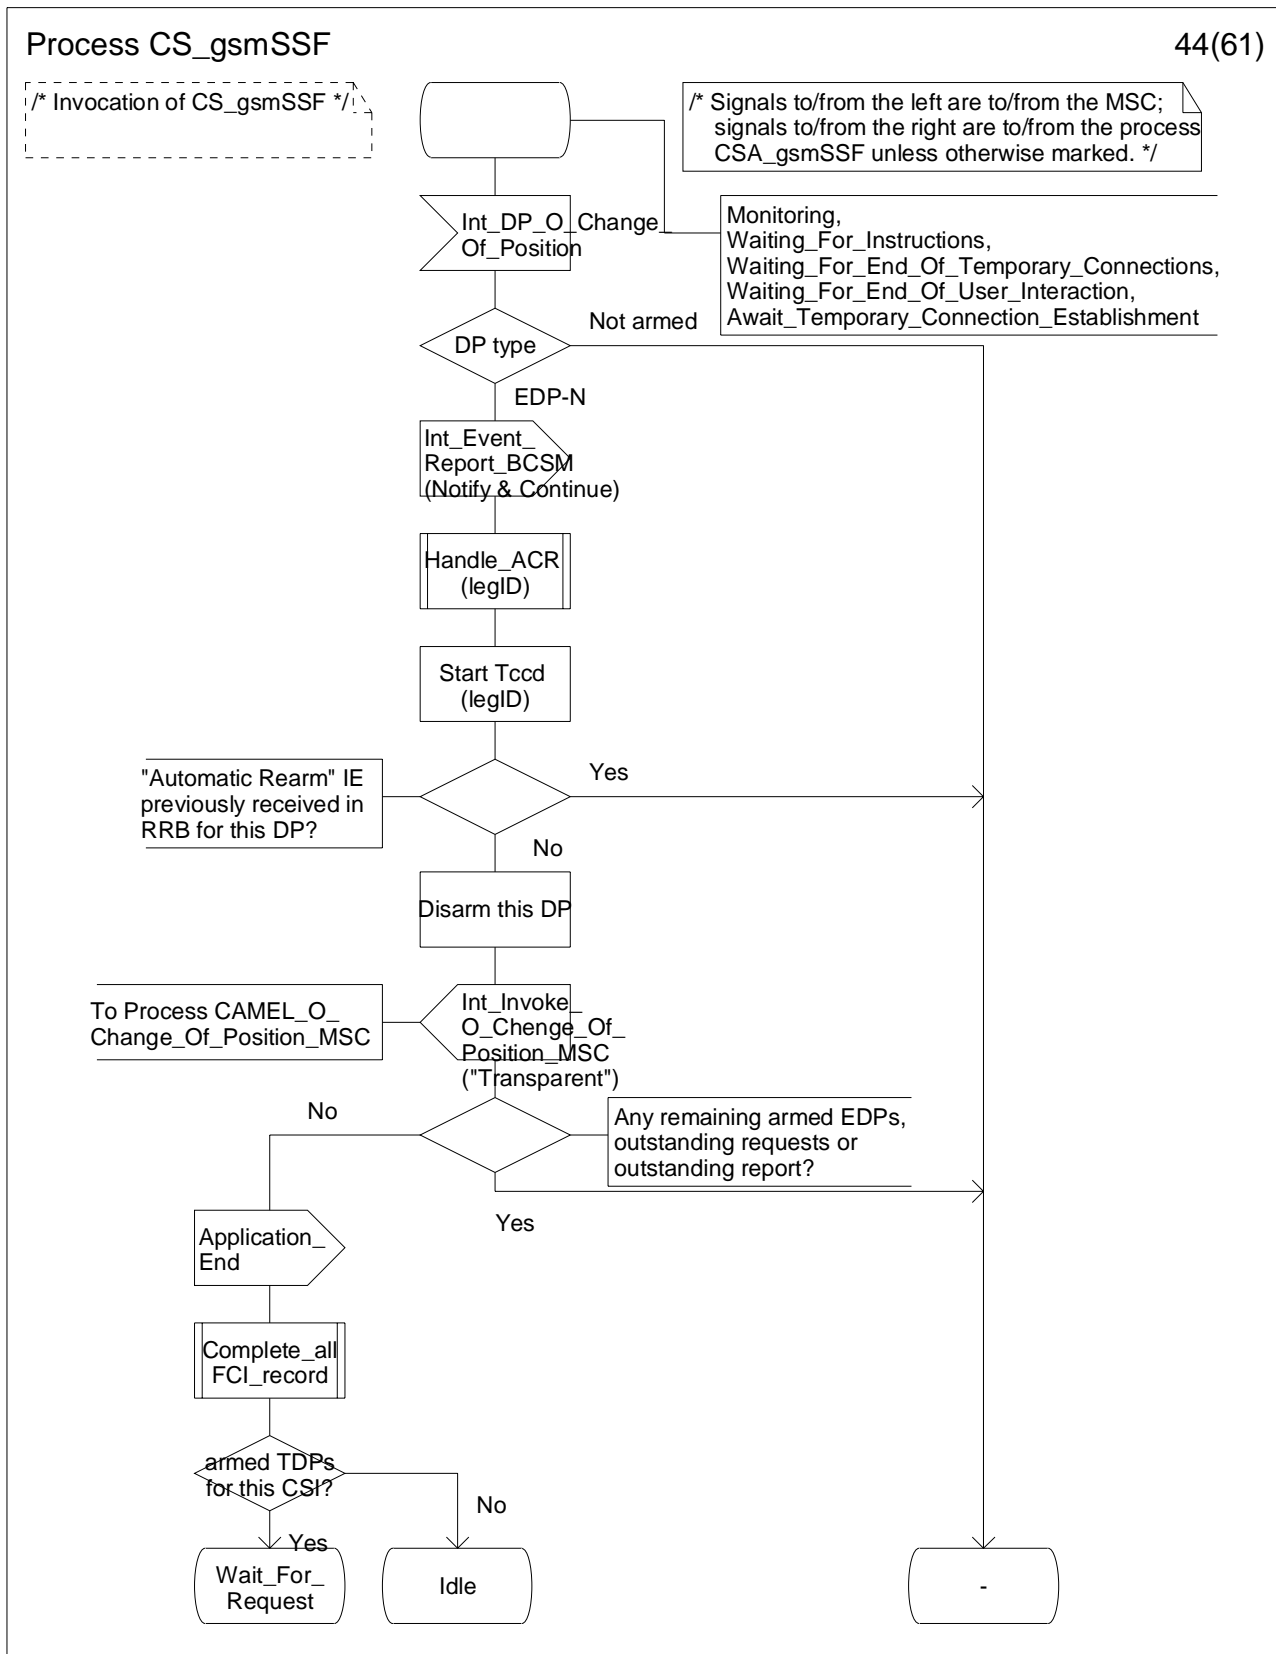 Process CS_gsmSSF
44(61)
/* Invocation of CS_gsmSSF */
/* Signals to/from the left are to/from the MSC;
signals to/from the right are to/from the process
CSA_gsmSSF unless otherwise marked. */
Int_DP_O_Change_
Of_Position
Monitoring,
Waiting_For_Instructions,
Waiting_For_End_Of_Temporary_Connections,
Waiting_For_End_Of_User_Interaction,
Await_Temporary_Connection_Establishment
Not armed
DP type
EDP-N
Int_Event_
Report_BCSM
(Notify & Continue)
Handle_ACR
(legID)
Start Tccd
(legID)
"Automatic Rearm" IE
previously received in
RRB for this DP?
Yes
No
Disarm this DP
To Process CAMEL_O_
Change_Of_Position_MSC
Int_Invoke_
O_Chenge_Of_
Position_MSC
("Transparent")
No
Any remaining armed EDPs,
outstanding requests or
outstanding report?
Yes
Application_
End
Complete_all
FCI_record
armed TDPs
for this CSI?
No
Yes
Wait_For_
Request
Idle
-